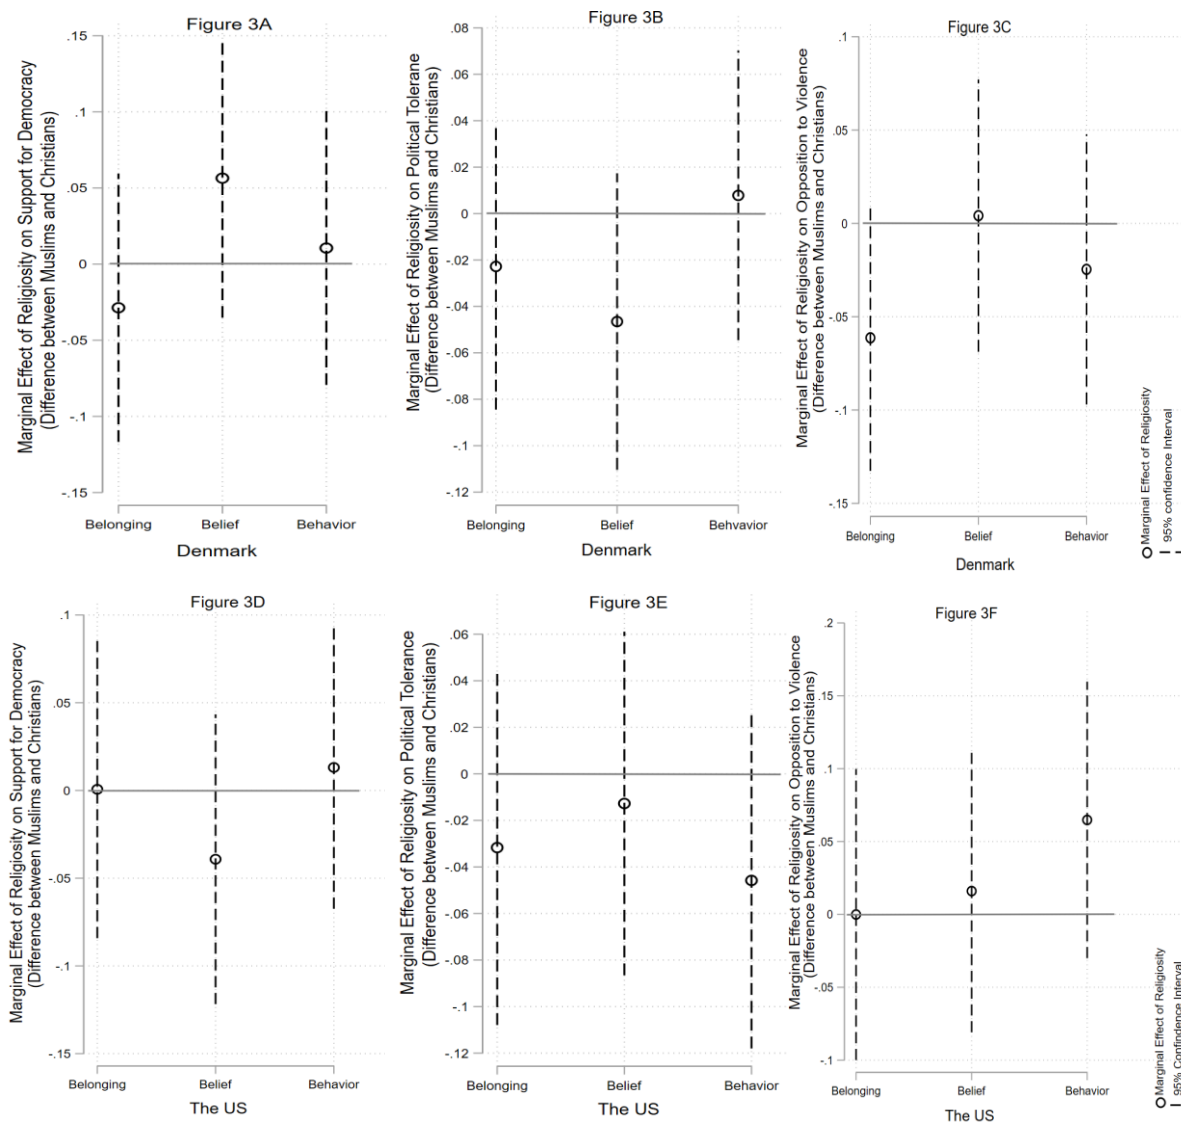 Figure 3A
Marginal Effect of Religiosity on Support for Democracy
(Difference between Muslims and Christians)
.15
.1
.05
0
-.05
-.1
-.15
Belonging
Belief
Behavior
Denmark
Figure 3B
Marginal Effect of Religiosity on Political Tolerane
(Difference between Muslims and Christians)
.08
.06
.04
.02
0
-.02
-.04
-.06
-.08
-.1
-.12
Belonging
Belief
Behvavior
Denmark
Figure 3C
Marginal Effect of Religiosity on Opposition to Violence
(Difference between Muslims and Christians)
.1
.05
0
-.05
-.1
-.15
Belonging
Belief
Behavior
Denmark
Marginal Effect of Religiosity
95% confidence Interval
Figure 3D
Marginal Effect of Religiosity on Support for Democracy
(Difference between Muslims and Christians)
.1
.05
0
-.05
-.1
-.15
Belonging
Belief
Behavior
The US
Figure 3E
Marginal Effect of Religiosity on Political Tolerance
(Difference between Muslims and Christians)
.06
.04
.02
0
-.02
-.04
-.06
-.08
-.1
-.12
Belonging
Belief
Behavior
The US
Figure 3F
Marginal Effect of Religiosity on Opposition to Violence
(Difference between Muslims and Christians)
.2
.15
.1
.05
0
-.05
-.1
Belonging
Belief
Behavior
The US
Marginal Effect of Religiosity
95% Confindence Interval